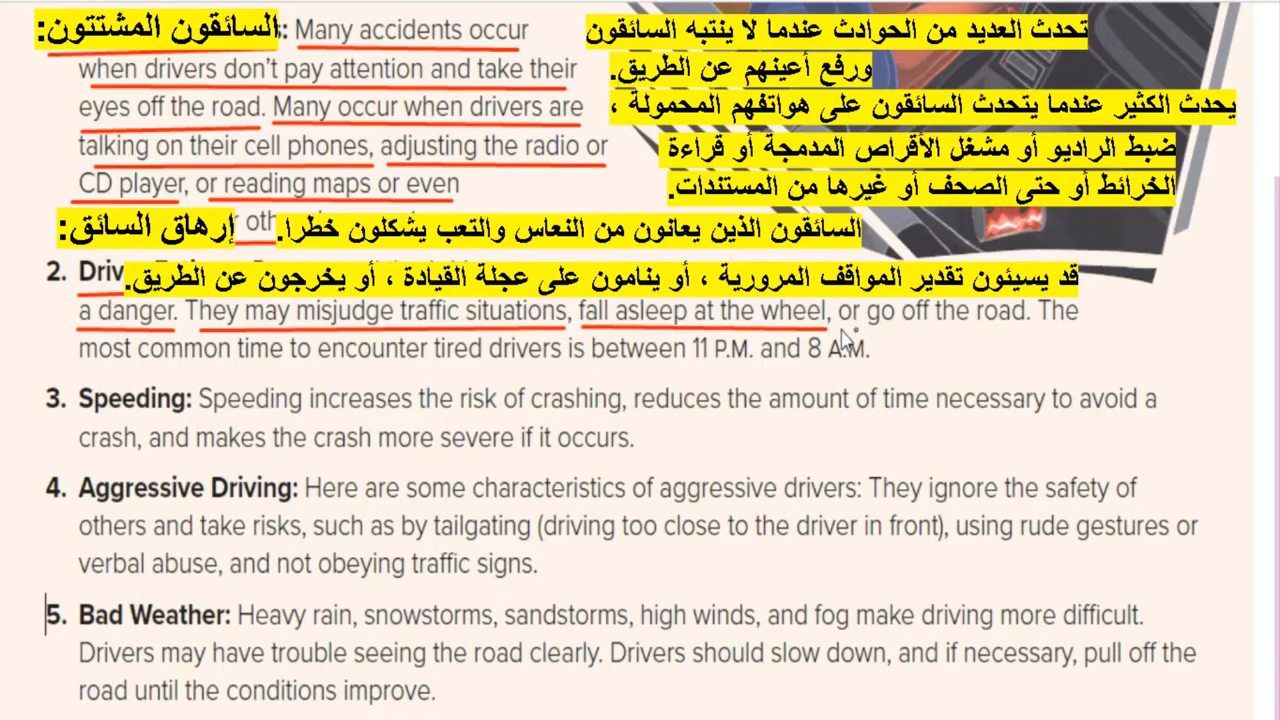 السائقون المشتتون:
: Many accidents occur
تحدث العديد من الحوادث عندما لا ينتبه السائقون
when drivers don't pay attention and take their
ورفع أعينهم عن الطريق.
eyes off the road. Many occur when drivers are
يحدث الكثير عندما يتحدث السائقون على هواتفهم المحمولة ،
talking on their cell phones, adjusting the radio or
ضبط الراديو أو مشغل الأقراص المدمجة أو قراءة
CD player, or reading maps or even
الخرائط أو حتى الصحف أو غيرها من المستندات.
إرهاق السائق:
السائقون الذين يعانون من النعاس والتعب يشكلون خطرا.
2.
قد يسيئون تقدير المواقف المرورية ، أو ينامون على عجلة القيادة ، أو يخرجون عن الطريق.
a danger. They may misjudge traffic situations, fall asleep at the wheel, or go off the road. The
most common time to encounter tired drivers is between 11 P.M. and 8 A.M.
3. Speeding: Speeding increases the risk of crashing, reduces the amount of time necessary to avoid a
crash, and makes the crash more severe if it occurs.
4. Aggressive Driving: Here are some characteristics of aggressive drivers: They ignore the safety of
others and take risks, such as by tailgating (driving too close to the driver in front), using rude gestures or
verbal abuse, and not obeying traffic signs.
5. Bad Weather: Heavy rain, snowstorms, sandstorms, high winds, and fog make driving more difficult.
Drivers may have trouble seeing the road clearly. Drivers should slow down, and if necessary, pull off the
road until the conditions improve.